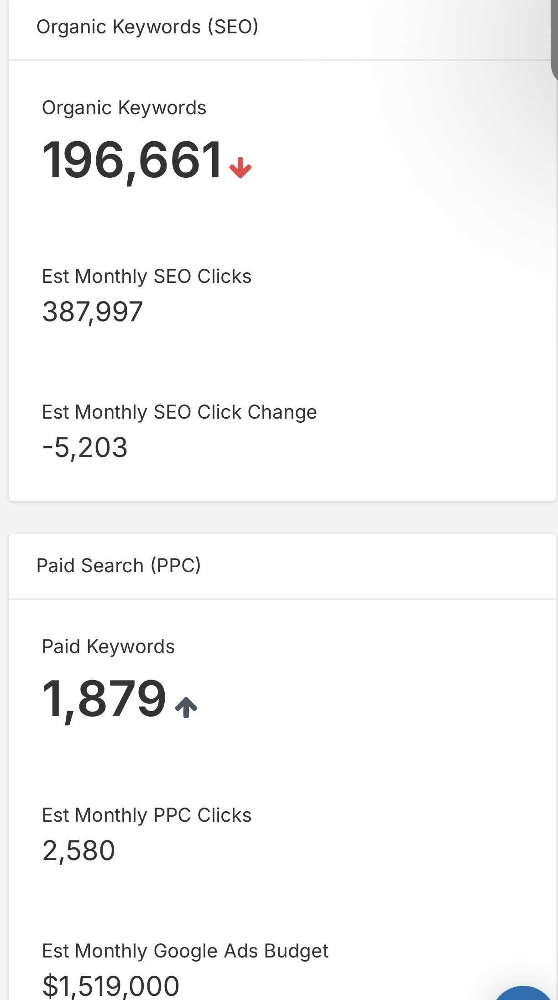 Organic Keywords (SEO)
Organic Keywords
196,661
Est Monthly SEO Clicks
387,997
Est Monthly SEO Click Change
-5,203
Paid Search (PPC)
Paid Keywords
1,879
Est Monthly PPC Clicks
2,580
Est Monthly Google Ads Budget
$1,519,000